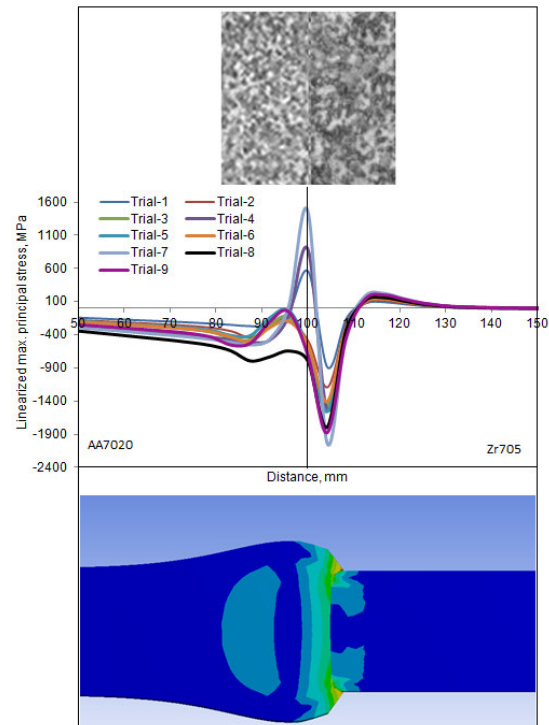 1600
1100
600
100
-400
-900
-1400
-1900
-2400
Linearized max. principal stress, MPa
Trial-1 Trial-2
Trial-3 Trial-4
Trial-5 Trial-6
Trial-7 Trial-8
Trial-9
50 60 70 80 90 100 110 120 130 140 150
AA7020 Zr705
Distance, mm